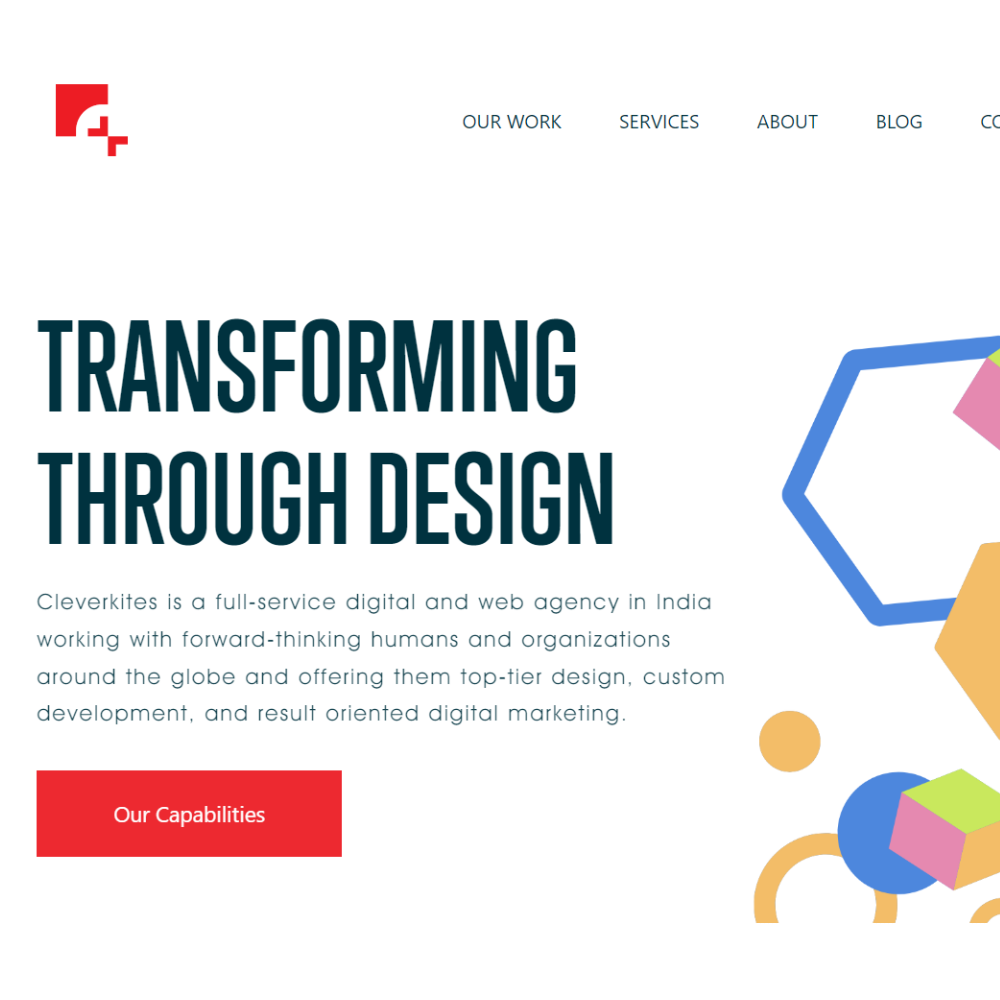 OUR WORK SERVICES ABOUT BLOG
TRANSFORMING
THROUGH DESIGN
Cleverkites is a full-service digital and web agency in India
working with forward-thinking humans and organizations
around the globe and offering them top-tier design, custom
development, and result oriented digital marketing.
Our Capabilities